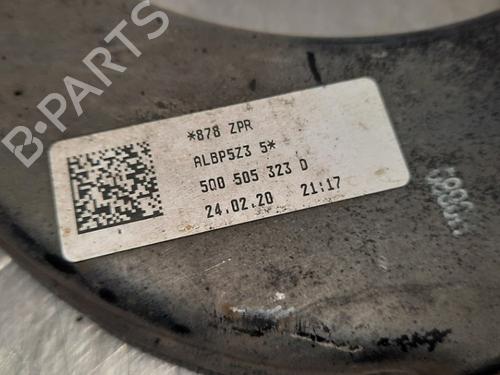 *878 ZPR
ALBP5Z3 5*
5Q0 505 323 D
24.02.20 21:17
B-PARTS